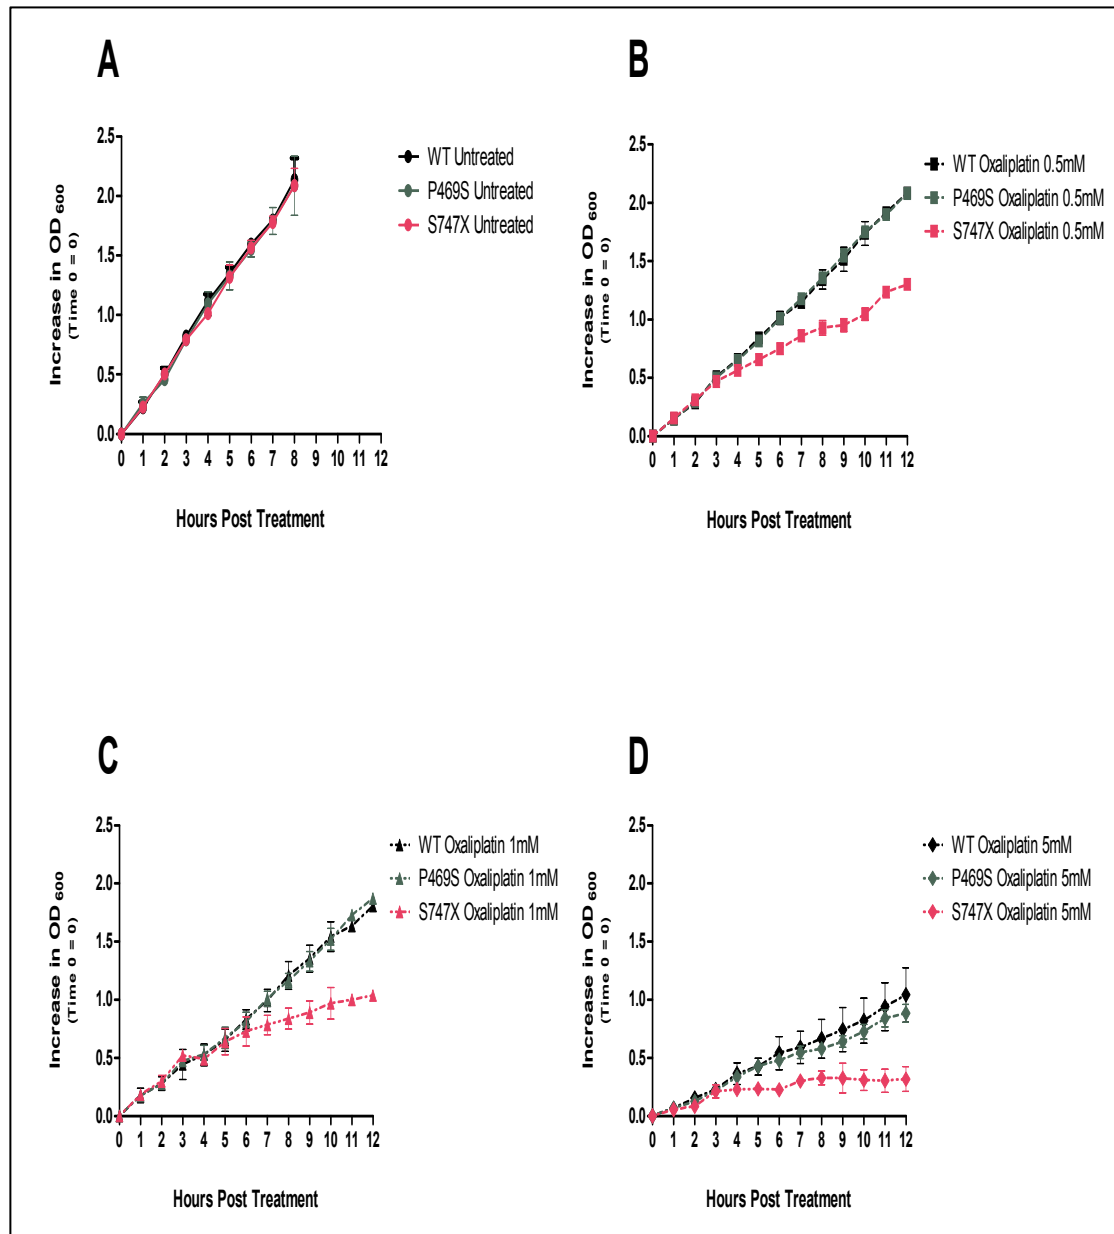 A
Increase in OD 600
(Time 0 = 0)
2.5
2.0
1.5
1.0
0.5
0.0
0 1 2 3 4 5 6 7 8 9 10 11 12
Hours Post Treatment
WT Untreated
P469S Untreated
S747X Untreated
B
Increase in OD 600
(Time 0 = 0)
2.5
2.0
1.5
1.0
0.5
0.0
0 1 2 3 4 5 6 7 8 9 10 11 12
Hours Post Treatment
WT Oxaliplatin 0.5mM
P469S Oxaliplatin 0.5mM
S747X Oxaliplatin 0.5mM
C
Increase in OD 600
(Time 0 = 0)
2.5
2.0
1.5
1.0
0.5
0.0
0 1 2 3 4 5 6 7 8 9 10 11 12
Hours Post Treatment
WT Oxaliplatin 1mM
P469S Oxaliplatin 1mM
S747X Oxaliplatin 1mM
D
Increase in OD 600
(Time 0 = 0)
2.5
2.0
1.5
1.0
0.5
0.0
0 1 2 3 4 5 6 7 8 9 10 11 12
Hours Post Treatment
WT Oxaliplatin 5mM
P469S Oxaliplatin 5mM
S747X Oxaliplatin 5mM